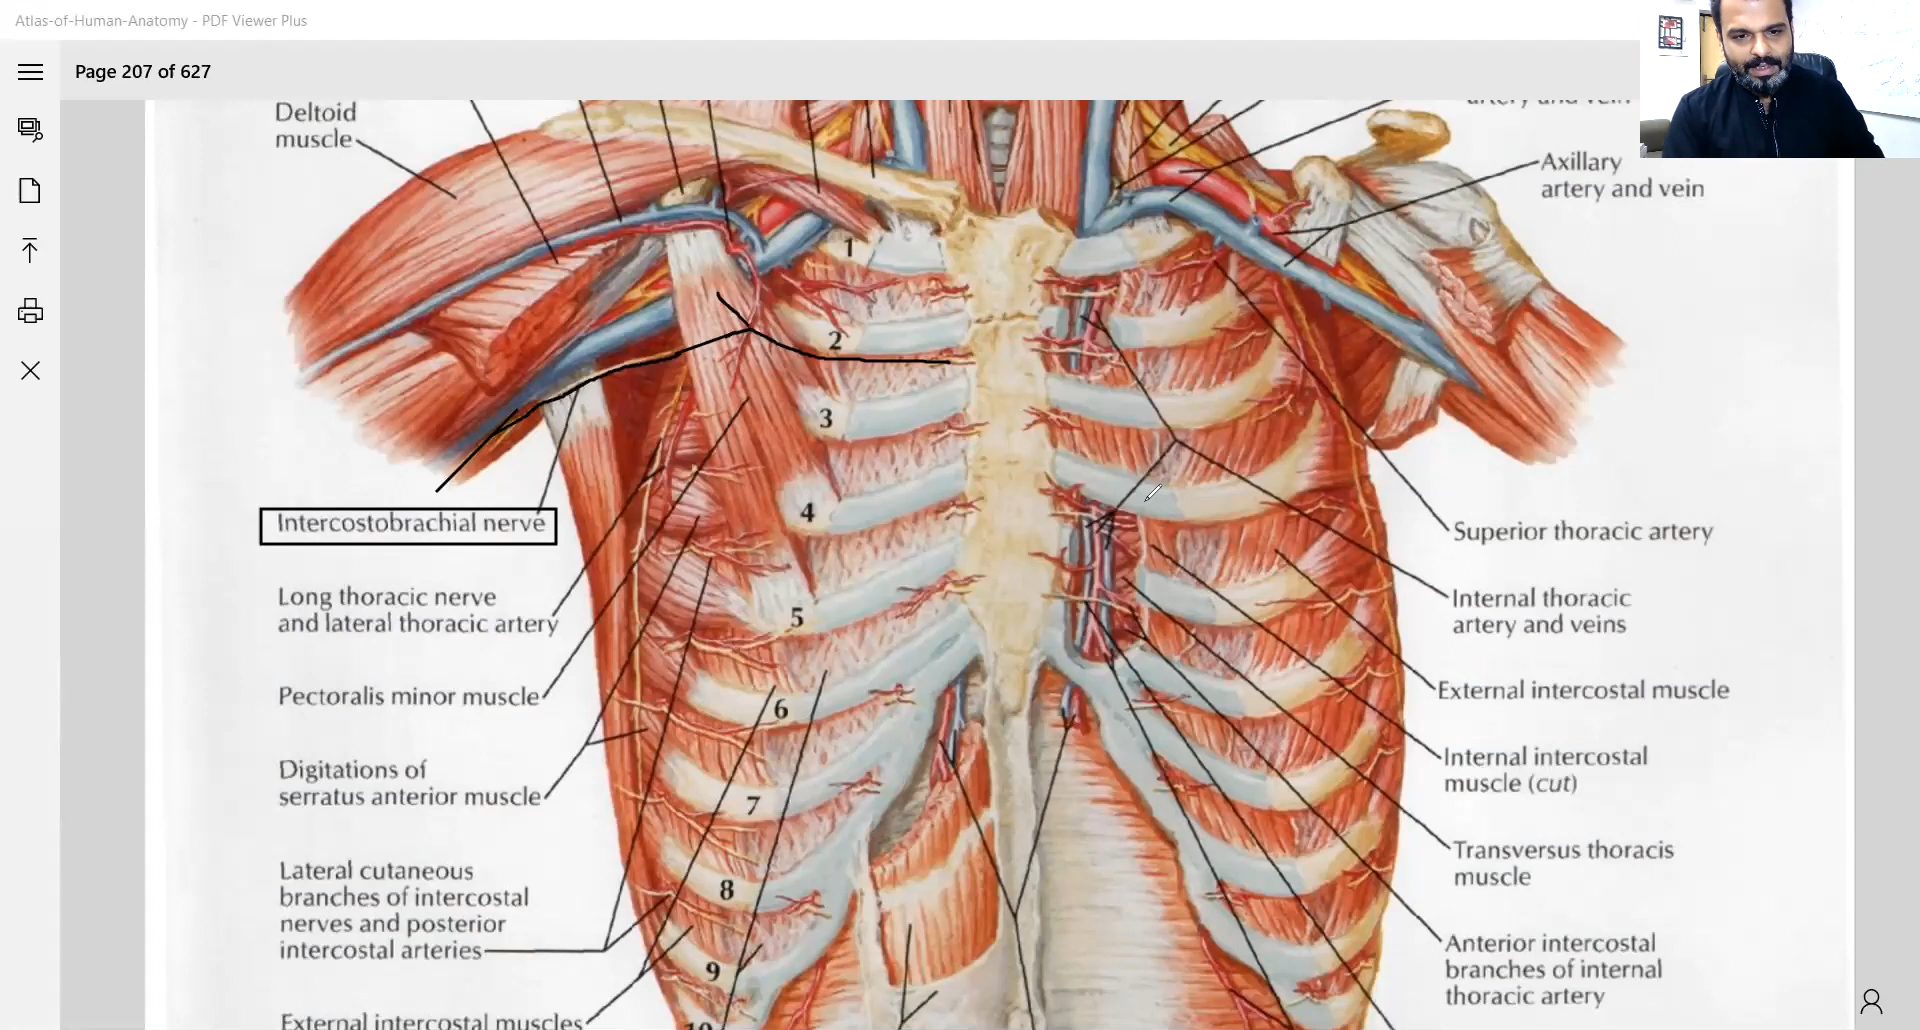 Atlas-of-Human-Anatomy - PDF Viewer Plus
Page 207 of 627
Deltoid
muscle
artery and vein
Axillary
artery and vein
1
2
3
4
5
6
7
8
9
10
Intercostobrachial nerve
Long thoracic nerve
and lateral thoracic artery
Pectoralis minor muscle
Digitations of
serratus anterior muscle
Lateral cutaneous
branches of intercostal
nerves and posterior
intercostal arteries
External intercostal muscles
Superior thoracic artery
Internal thoracic
artery and veins
External intercostal muscle
Internal intercostal
muscle (cut)
Transversus thoracis
muscle
Anterior intercostal
branches of internal
thoracic artery